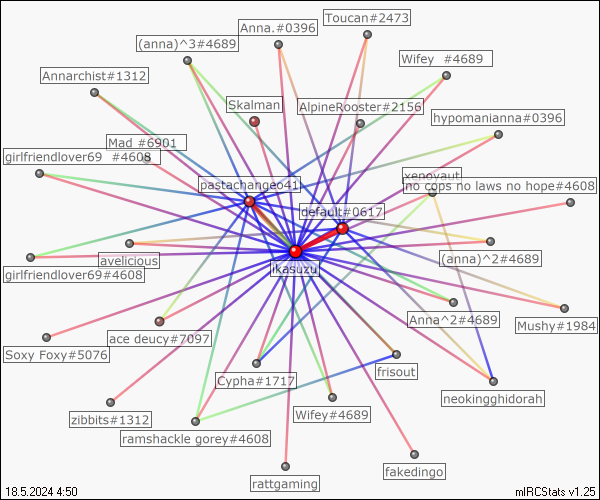 Toucan#2473
Anna.#0396
(anna)^3#4689
Wifey  #4689
Annarchist#1312
Skalman
AlpineRooster#2156
hypomanianna#0396
Mad #6901
girlfriendlover69  #4608
xenoyaut
pastachangeo41
no cops no laws no hope#4608
default#0617
avelicious
(anna)^2#4689
ikasuzu
girlfriendlover69#4608
Anna^2#4689
Mushy#1984
ace deucy#7097
Soxy Foxy#5076
frisout
Cypha#1717
neokingghidorah
zibbits#1312
Wifey#4689
ramshackle gorey#4608
fakedingo
rattgaming
18.5.2024 4:50
mIRCStats v1.25